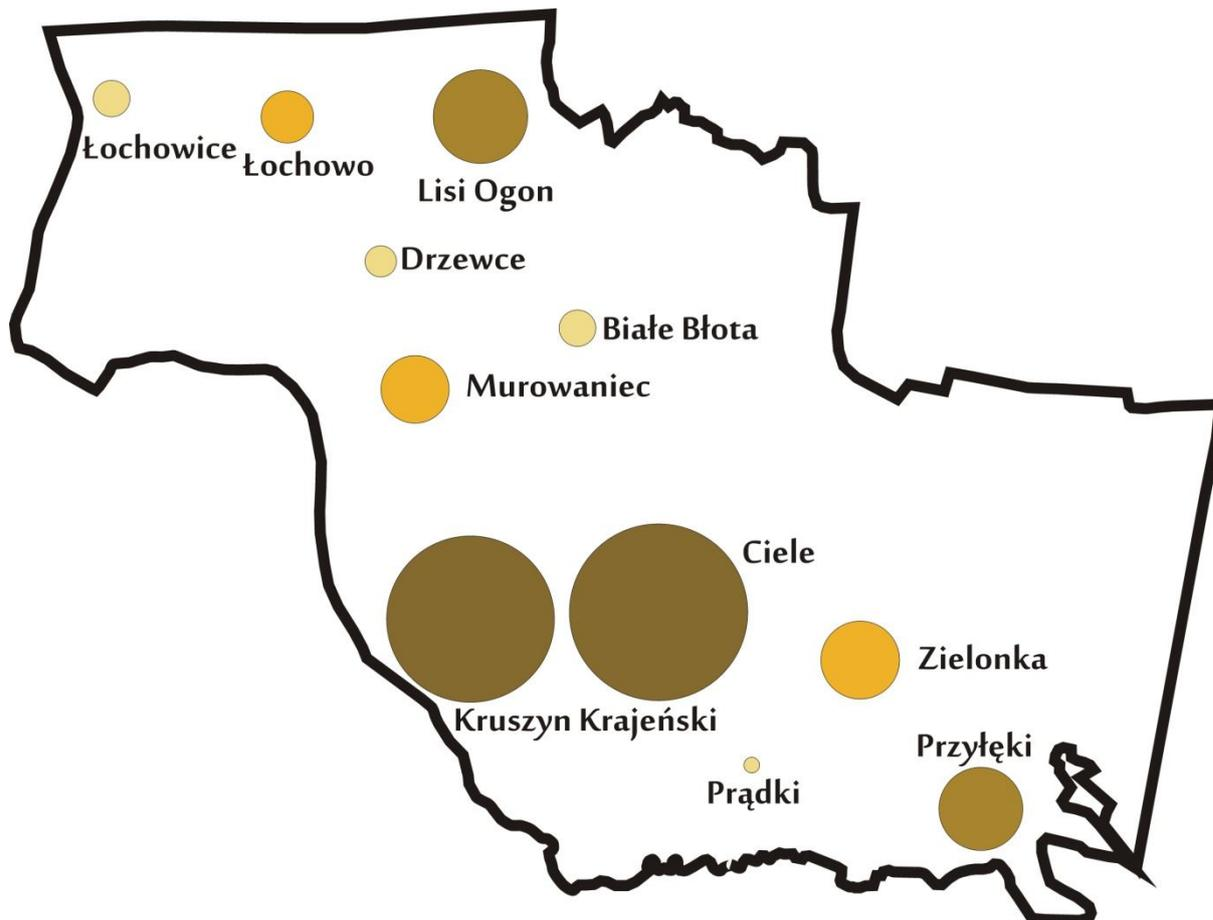 Łochowice
Łochowo
Lisi Ogon
Drzewce
Białe Błota
Murowaniec
Ciele
Zielonka
Kruszyn Krajeński
Przyłęki
Prądki